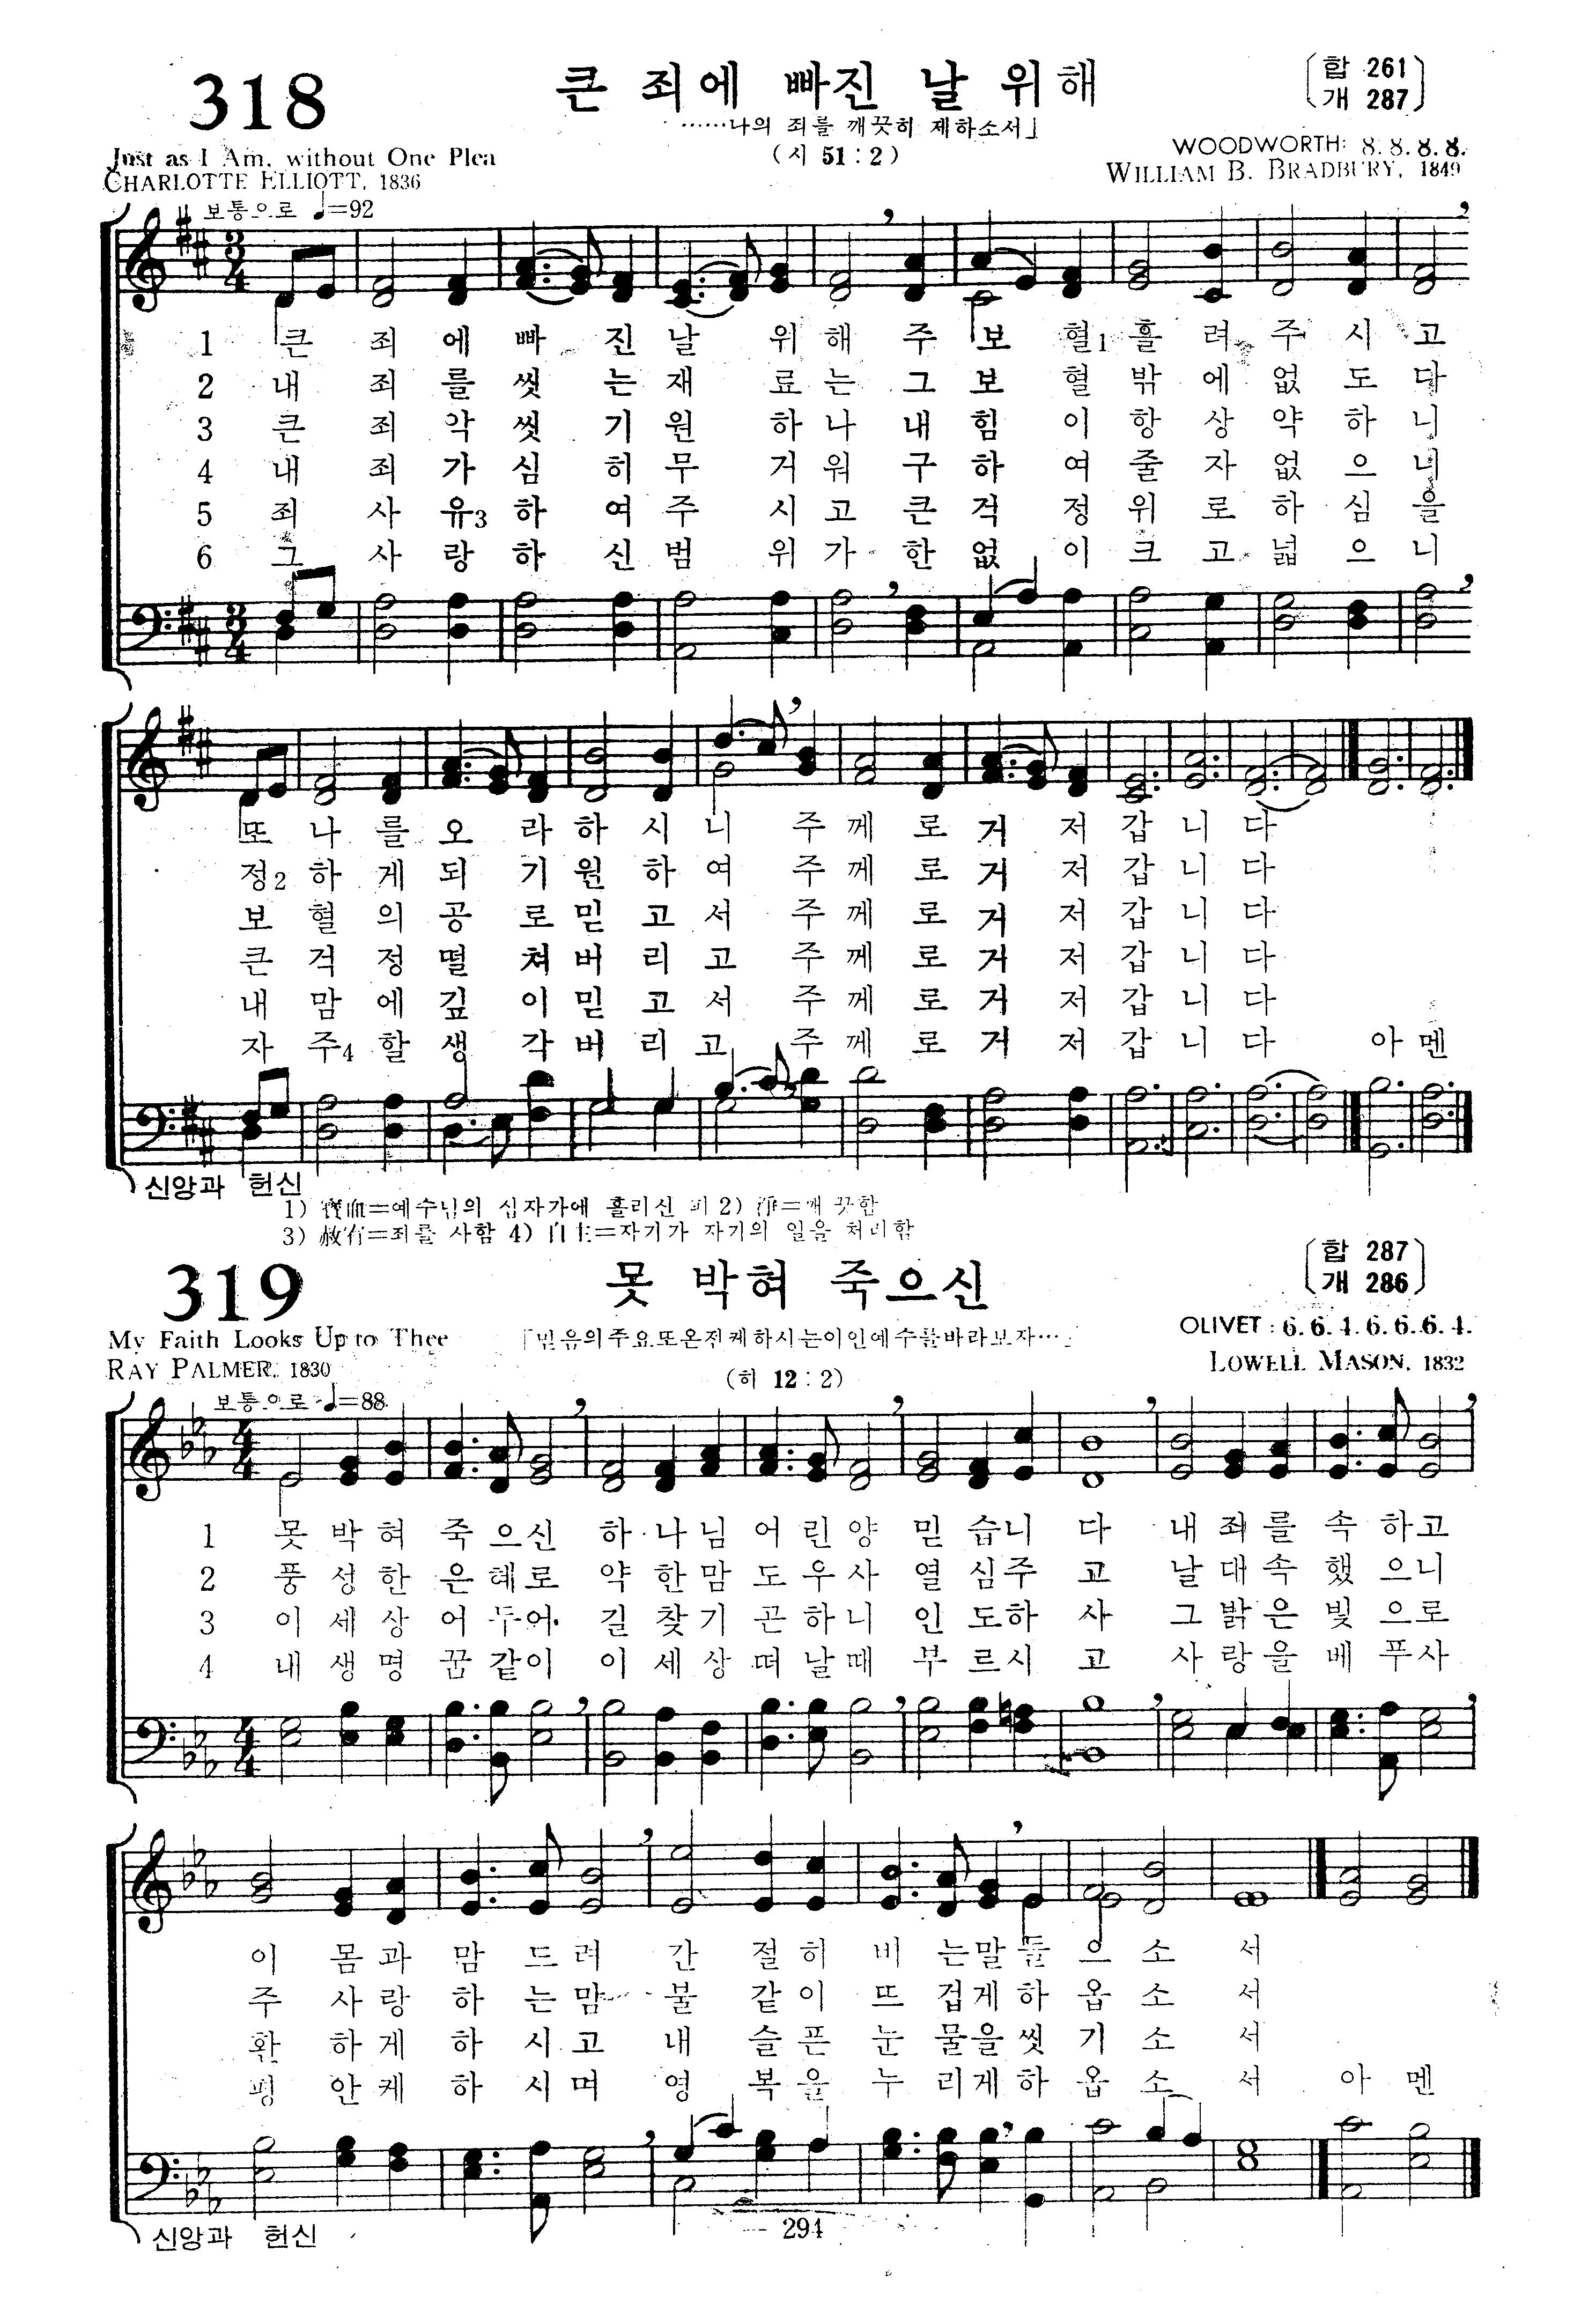 318
큰 죄에 빠진 날 위해
〔합 261
개 287〕
……나의 죄를 깨끗히 제하소서」
(시 51 : 2)
Just as I Am, without One Plea
CHARLOTTE ELLIOTT, 1836
WOODWORTH: 8. 8. 8. 8.
WILLIAM B. BRADBURY, 1849
보통으로 ♩=92
1 큰 죄 에 빠 진 날 위 해 주 보 혈1 흘 려 주 시 고
2 내 죄 를 씻 는 재 료 는 그 보 혈 밖 에 없 도 다
3 큰 죄 악 씻 기 원 하 나 내 힘 이 항 상 약 하 니
4 내 죄 가 심 히 무 거 워 구 하 여 줄 자 없 으 니
5 죄 사 유3 하 여 주 시 고 큰 걱 정 위 로 하 심 을
6 그 사 랑 하 신 범 위 가 한 없 이 크 고 넓 으 니
또 나 를 오 라 하 시 니 주 께 로 거 저 갑 니 다
정2 하 게 되 기 원 하 여 주 께 로 거 저 갑 니 다
보 혈 의 공 로 믿 고 서 주 께 로 거 저 갑 니 다
큰 걱 정 떨 쳐 버 리 고 주 께 로 거 저 갑 니 다
내 맘 에 깊 이 믿 고 서 주 께 로 거 저 갑 니 다
자 주4 할 생 각 버 리 고 주 께 로 거 저 갑 니 다 아 멘
신앙과 헌신
1) 寶血=예수님의 십자가에 흘리신 피 2) 淨=깨끗함
3) 赦宥=죄를 사함 4) 自主=자기가 자기의 일을 처리함
319
못 박혀 죽으신
〔합 287
개 286〕
My Faith Looks Up to Thee
RAY PALMER, 1830
「믿음의주요또온전케하시는이인예수를바라보자…」
(히 12 : 2)
OLIVET : 6. 6. 4. 6. 6. 6. 4.
LOWELL MASON, 1832
보통으로 ♩=88
1 못 박 혀 죽 으 신 하 나 님 어 린 양 믿 습 니 다 내 죄 를 속 하 고
2 풍 성 한 은 혜 로 약 한 맘 도 우 사 열 심 주 고 날 대 속 했 으 니
3 이 세 상 어 두 어 길 찾 기 곤 하 니 인 도 하 사 그 밝 은 빛 으 로
4 내 생 명 꿈 같 이 이 세 상 떠 날 때 부 르 시 고 사 랑 을 베 푸 사
이 몸 과 맘 드 려 간 절 히 비 는 말 들 으 소 서
주 사 랑 하 는 맘 불 같 이 뜨 겁 게 하 옵 소 서
환 하 게 하 시 고 내 슬 픈 눈 물 을 씻 기 소 서
평 안 케 하 시 며 영 복 을 누 리 게 하 옵 소 서 아 멘
신앙과 헌신
294